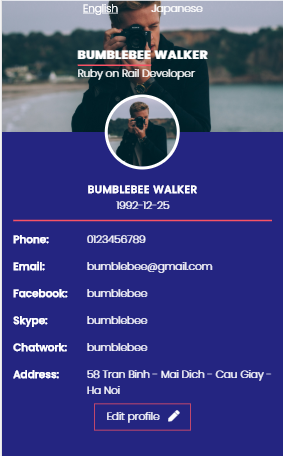 English Japanese
BUMBLEBEE WALKER
Ruby on Rail Developer
BUMBLEBEE WALKER
1992-12-25
Phone: 0123456789
Email: bumblebee@gmail.com
Facebook: bumblebee
Skype: bumblebee
Chatwork: bumblebee
Address: 58 Tran Binh - Mai Dich - Cau Giay -
Ha Noi
Edit profile